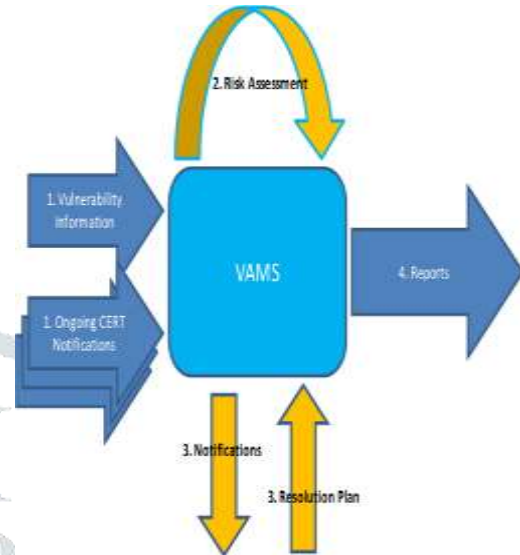 2. Risk Assessment
1. Vulnerability
Information
1. Ongoing CERT
Notifications
VAMS
4. Reports
3. Notifications
3. Resolution Plan